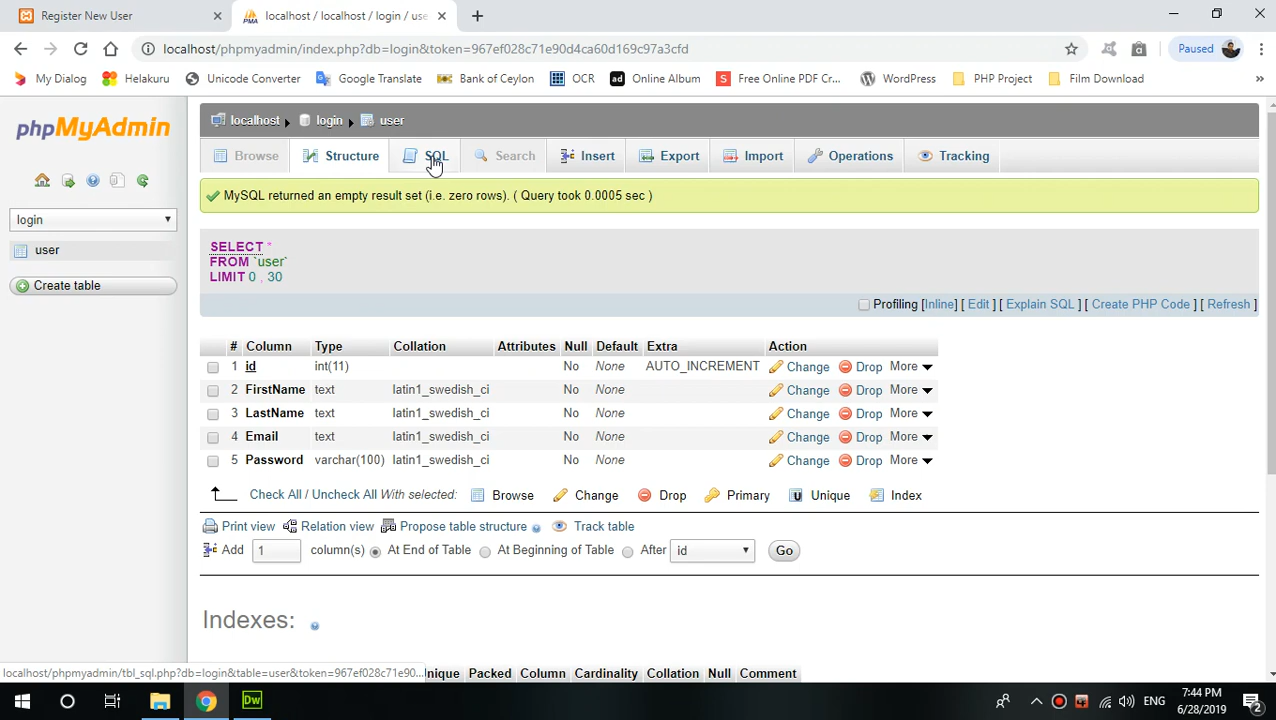 Register New User
localhost / localhost / login / use
localhost/phpmyadmin/index.php?db=login&token=967ef028c71e90d4ca60d169c97a3cfd
Paused
My Dialog
Helakuru
Unicode Converter
Google Translate
Bank of Ceylon
OCR
ad Online Album
S Free Online PDF Cr...
WordPress
PHP Project
Film Download
»
phpMyAdmin
localhost
login
user
Browse
Structure
SQL
Search
Insert
Export
Import
Operations
Tracking
MySQL returned an empty result set (i.e. zero rows). ( Query took 0.0005 sec )
login
user
Create table
SELECT *
FROM `user`
LIMIT 0 , 30
Profiling [Inline] [ Edit ] [ Explain SQL ] [ Create PHP Code ] [ Refresh ]
# Column Type Collation Attributes Null Default Extra Action
1 id int(11) No None AUTO_INCREMENT Change Drop More
2 FirstName text latin1_swedish_ci No None Change Drop More
3 LastName text latin1_swedish_ci No None Change Drop More
4 Email text latin1_swedish_ci No None Change Drop More
5 Password varchar(100) latin1_swedish_ci No None Change Drop More
Check All / Uncheck All With selected: Browse Change Drop Primary U Unique Index
Print view Relation view Propose table structure Track table
Add 1 column(s) At End of Table At Beginning of Table After id Go
Indexes:
localhost/phpmyadmin/tbl_sql.php?db=login&table=user&token=967ef028c71e90...
nique Packed Column Cardinality Collation Null Comment
Dw
ENG
7:44 PM
6/28/2019
2